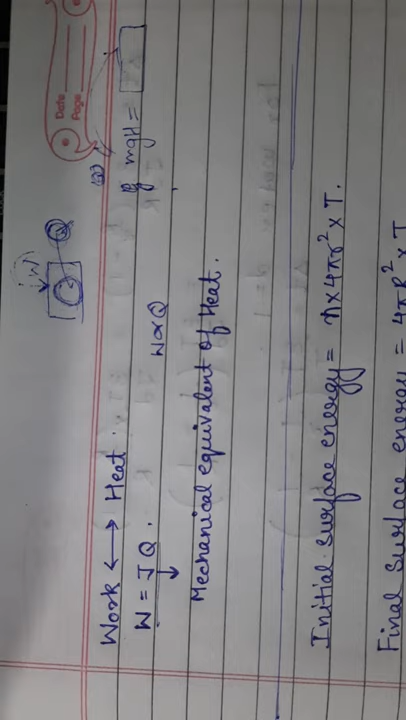 Date
Page
W Q
Work ⟷ Heat.
W = JQ. W∝Q mgH =
Mechanical equivalent of Heat.
Initial surface energy = n×4πr²×T.
Final surface energy = 4πR²×T